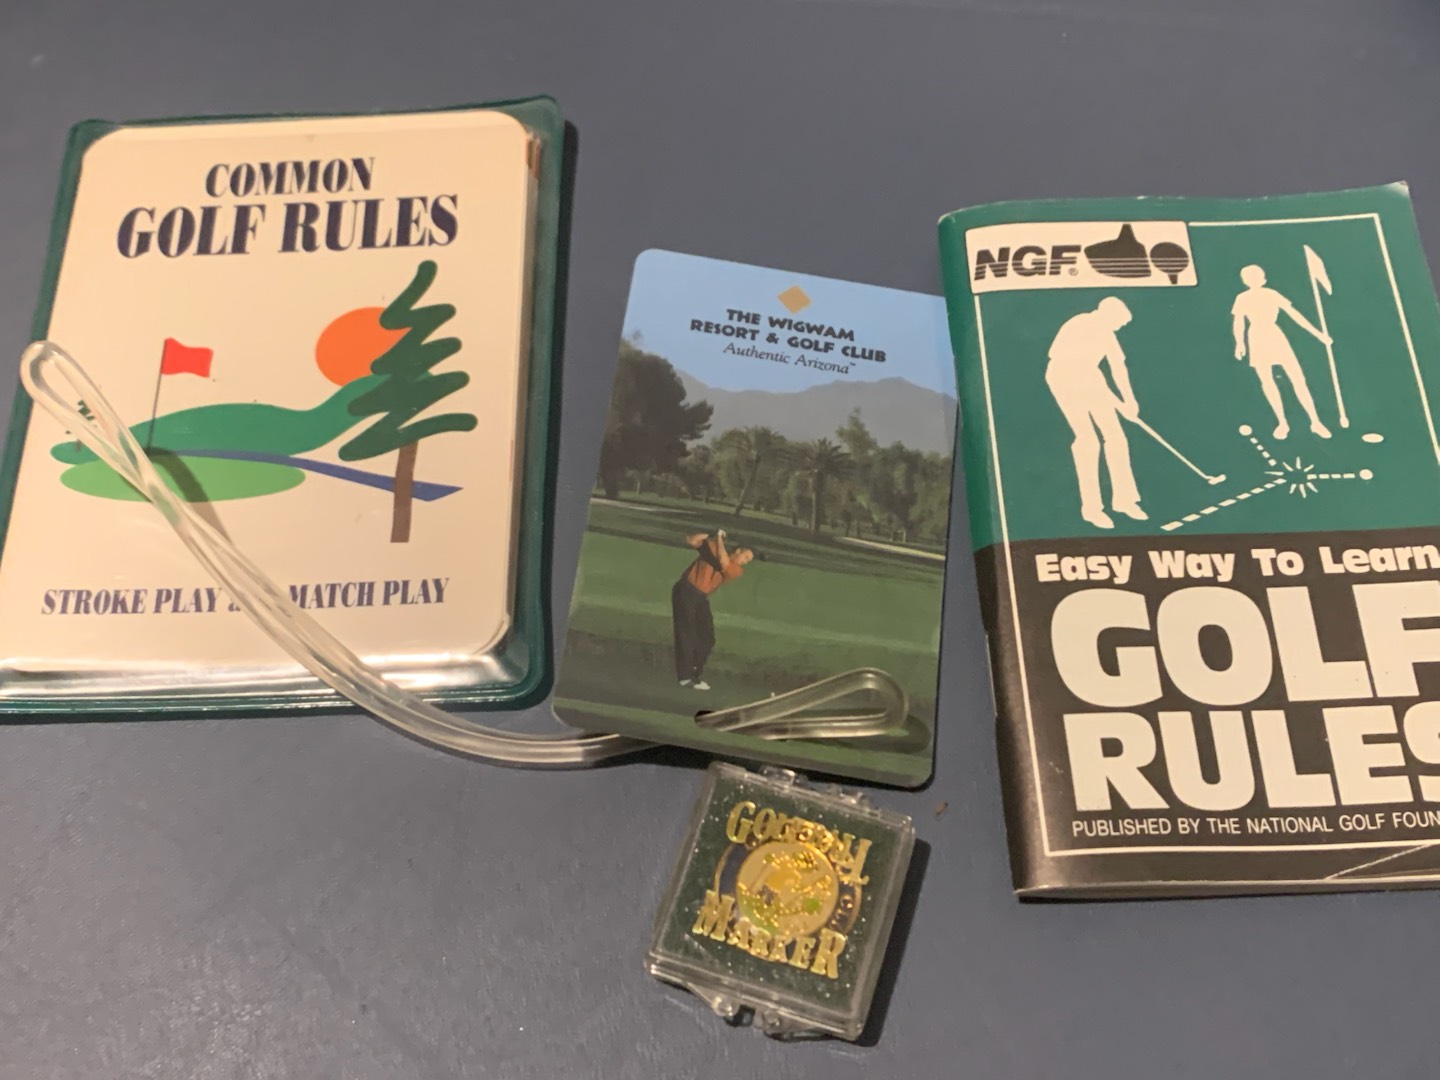 COMMON
GOLF RULES
STROKE PLAY
MATCH PLAY
THE WIGWAM
RESORT & GOLF CLUB
Authentic Arizona™
NGF®
Easy Way To Learn
GOLF
RULES
PUBLISHED BY THE NATIONAL GOLF FOUN
MARKER